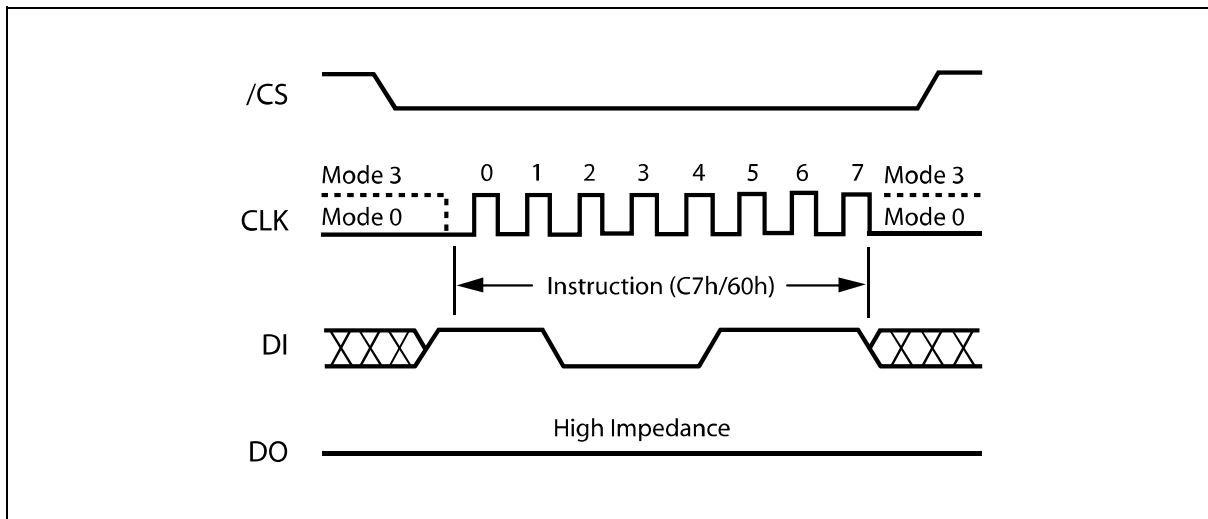 /CS
Mode 3 0 1 2 3 4 5 6 7 Mode 3
CLK Mode 0 Mode 0
Instruction (C7h/60h)
DI
High Impedance
DO